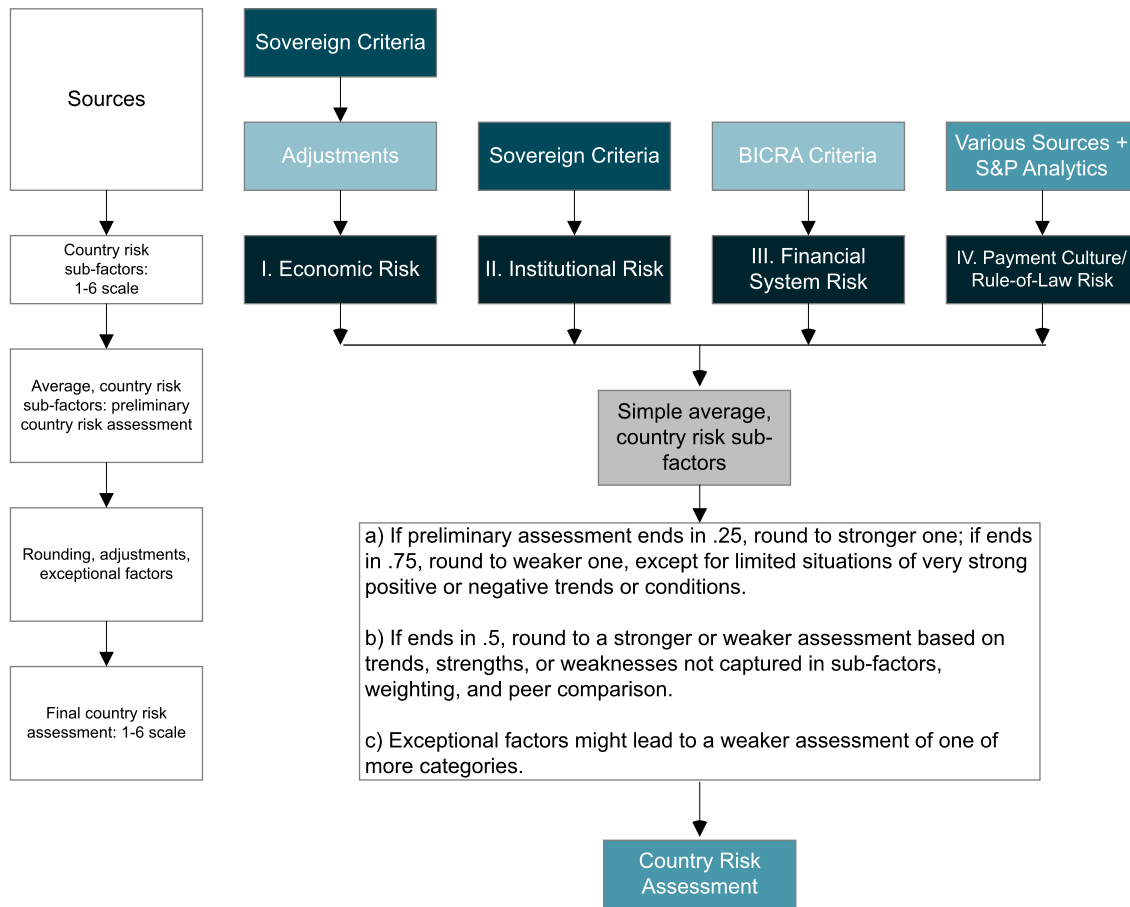 Sources
Country risk
sub-factors:
1-6 scale
Average, country risk
sub-factors: preliminary
country risk assessment
Rounding, adjustments,
exceptional factors
Final country risk
assessment: 1-6 scale
Sovereign Criteria
Adjustments
Sovereign Criteria
BICRA Criteria
Various Sources +
S&P Analytics
I. Economic Risk
II. Institutional Risk
III. Financial
System Risk
IV. Payment Culture/
Rule-of-Law Risk
Simple average,
country risk sub-
factors
a) If preliminary assessment ends in .25, round to stronger one; if ends
in .75, round to weaker one, except for limited situations of very strong
positive or negative trends or conditions.
b) If ends in .5, round to a stronger or weaker assessment based on
trends, strengths, or weaknesses not captured in sub-factors,
weighting, and peer comparison.
c) Exceptional factors might lead to a weaker assessment of one of
more categories.
Country Risk
Assessment